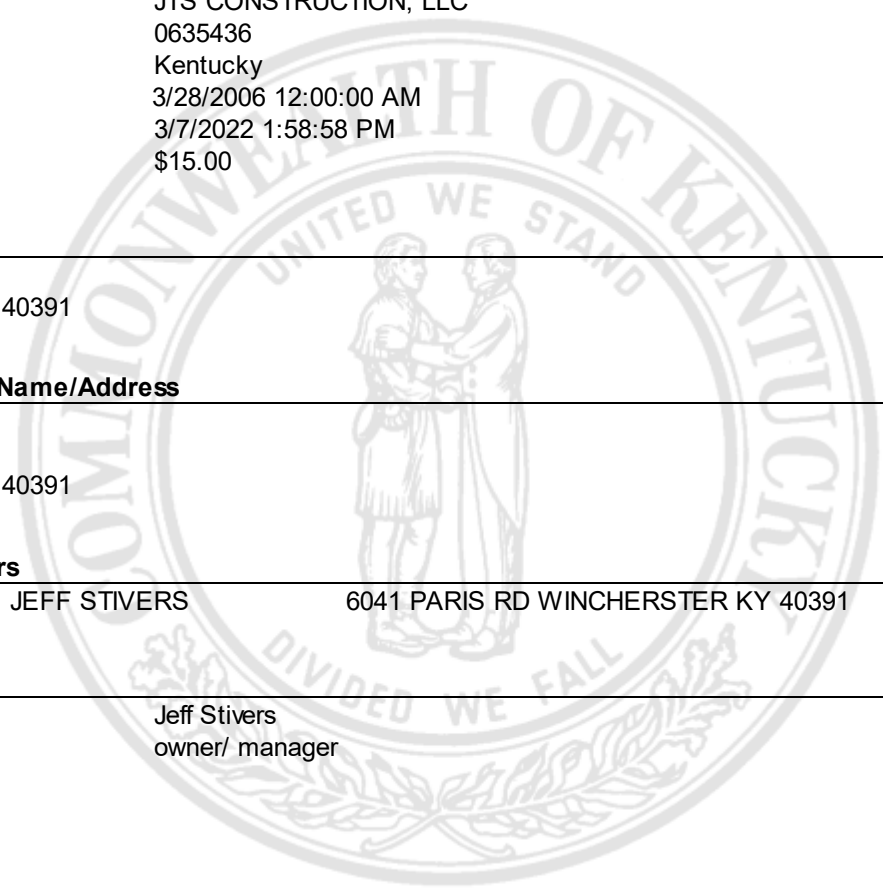 JTS CONSTRUCTION, LLC
0635436
Kentucky
3/28/2006 12:00:00 AM
3/7/2022 1:58:58 PM
$15.00
COMMONWEALTH OF KENTUCKY
UNITED WE STAND
40391
Name/Address
40391
rs
JEFF STIVERS 6041 PARIS RD WINCHERSTER KY 40391
DIVIDED WE FALL
Jeff Stivers
owner/ manager